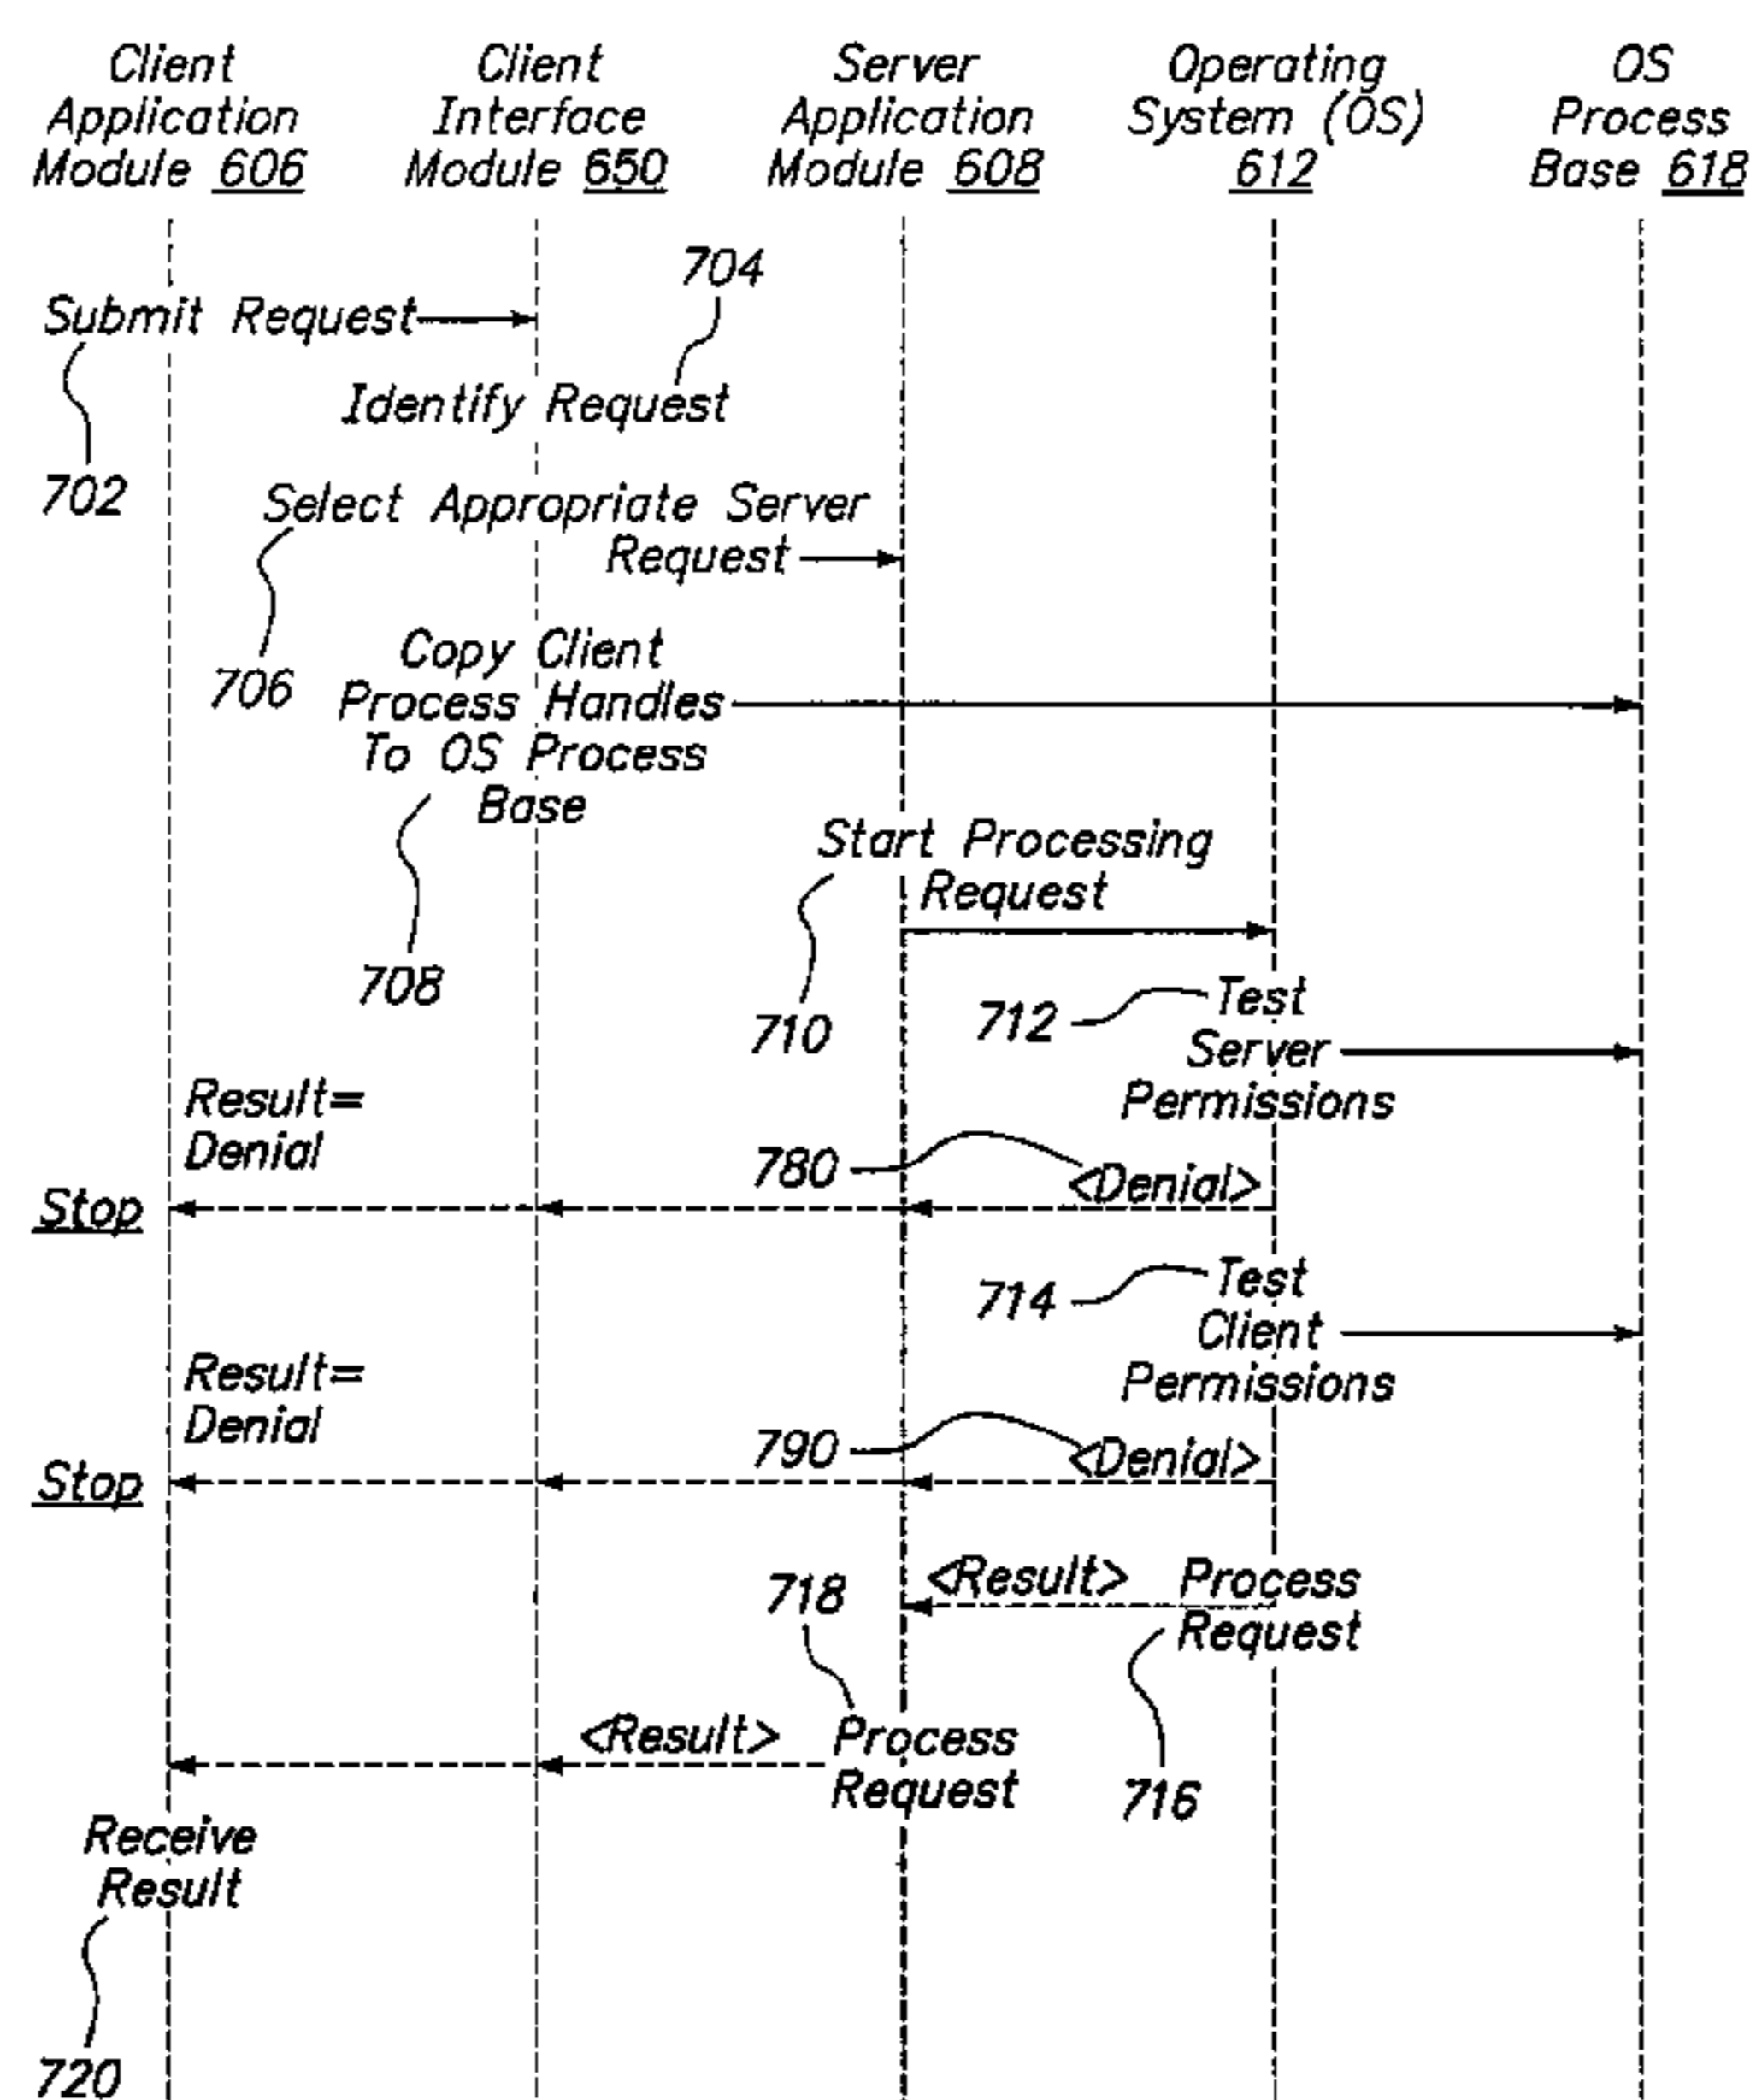 Client
Application
Module 606
Client
Interface
Module 650
Server
Application
Module 608
Operating
System (OS)
612
OS
Process
Base 618
704
Submit Request
Identify Request
702
Select Appropriate Server
Request
706
Copy Client
Process Handles
To OS Process
Base
708
Start Processing
Request
710
712
Test
Server
Permissions
Result=
Denial
780
<Denial>
Stop
714
Test
Client
Permissions
Result=
Denial
790
<Denial>
Stop
718
<Result>
Process
Request
716
<Result>
Process
Request
Receive
Result
720